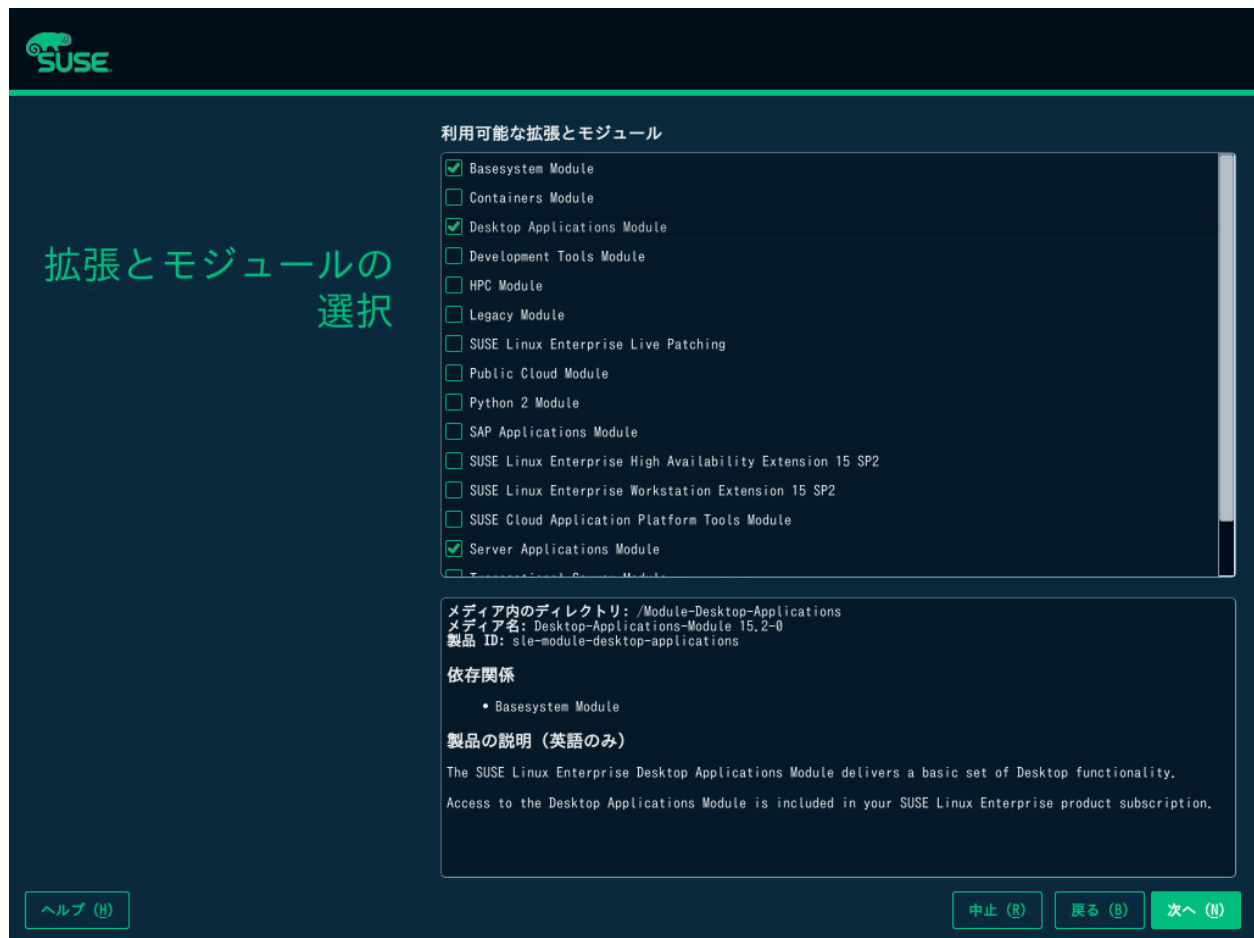 SUSE
利用可能な拡張とモジュール
Basesystem Module
Containers Module
Desktop Applications Module
拡張とモジュールの
選択
Development Tools Module
HPC Module
Legacy Module
SUSE Linux Enterprise Live Patching
Public Cloud Module
Python 2 Module
SAP Applications Module
SUSE Linux Enterprise High Availability Extension 15 SP2
SUSE Linux Enterprise Workstation Extension 15 SP2
SUSE Cloud Application Platform Tools Module
Server Applications Module
メディア内のディレクトリ: /Module-Desktop-Applications
メディア名: Desktop-Applications-Module 15.2-0
製品 ID: sle-module-desktop-applications
依存関係
• Basesystem Module
製品の説明（英語のみ）
The SUSE Linux Enterprise Desktop Applications Module delivers a basic set of Desktop functionality.
Access to the Desktop Applications Module is included in your SUSE Linux Enterprise product subscription.
ヘルプ (H)
中止 (R)
戻る (B)
次へ (N)